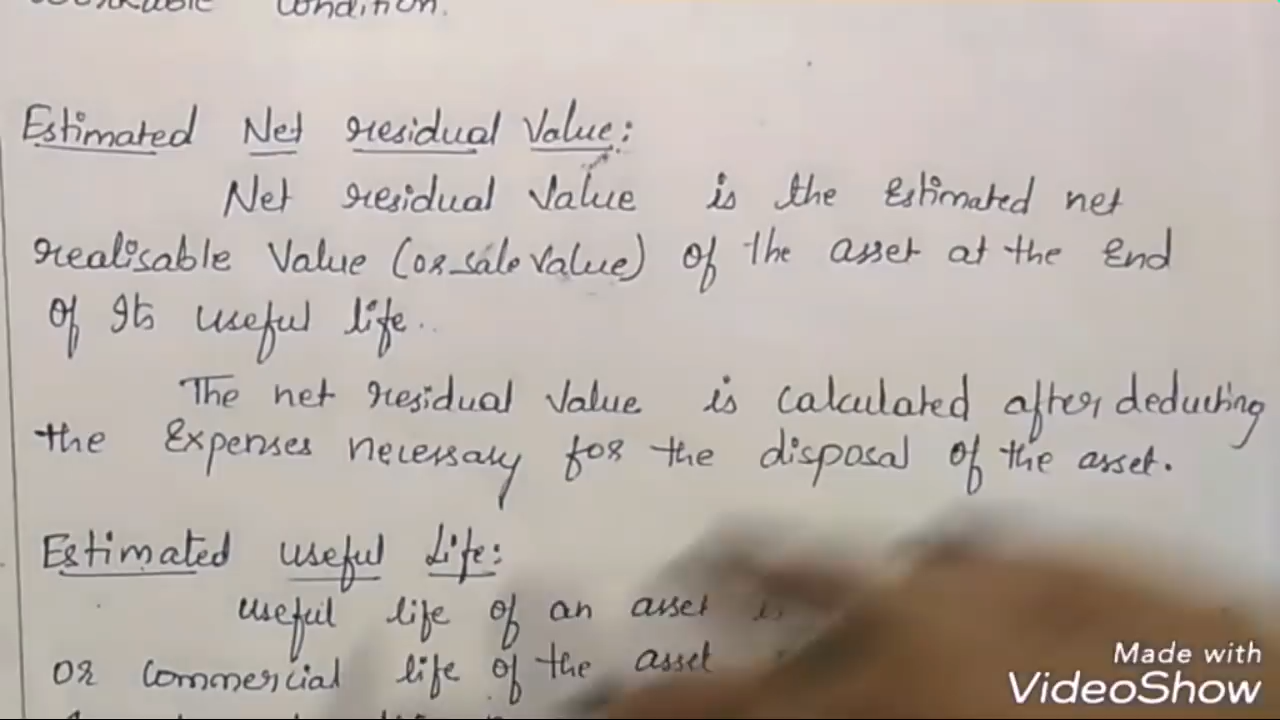 condition.
Estimated Net residual Value:
Net residual Value is the Estimated net
realisable Value (or sale value) of the asset at the End
of Its useful life.
The net residual value is calculated after deducting
the Expenses necessary for the disposal of the asset.
Estimated useful Life:
useful life of an asset is
or commercial life of the asset
Made with
VideoShow